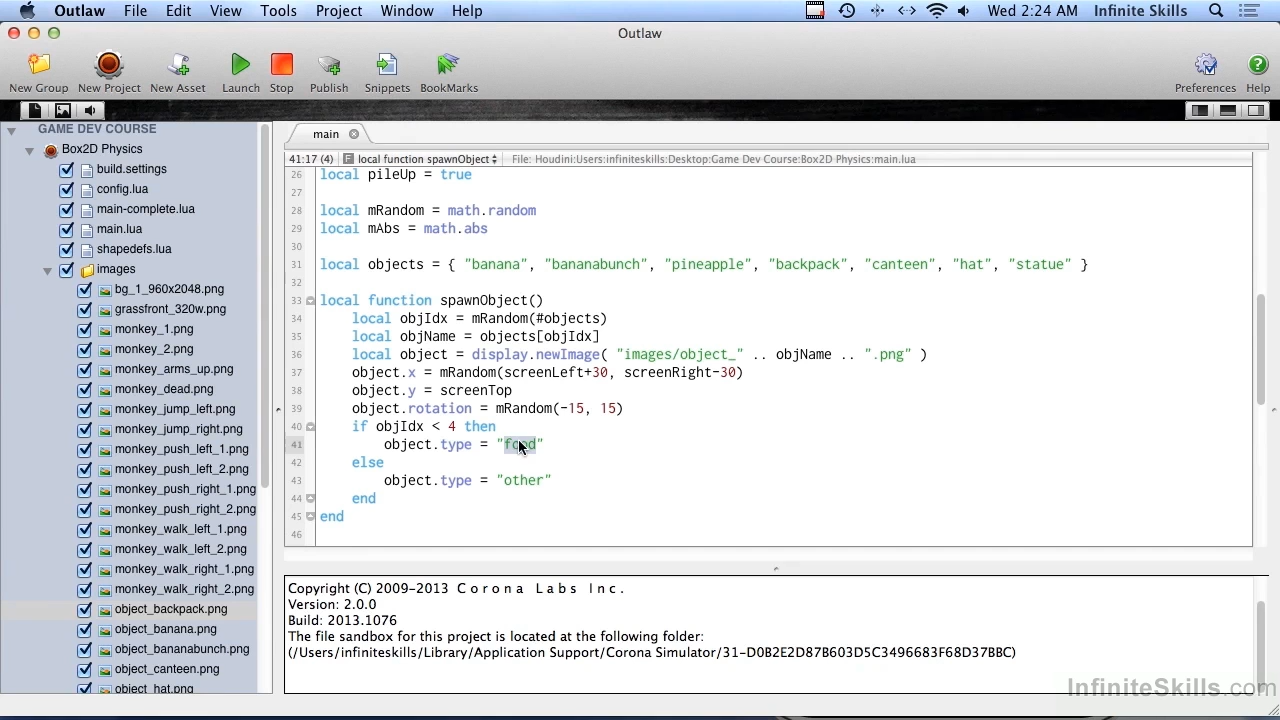 Outlaw File Edit View Tools Project Window Help Wed 2:24 AM Infinite Skills
Outlaw
New Group New Project New Asset Launch Stop Publish Snippets BookMarks Preferences Help
GAME DEV COURSE
Box2D Physics
build.settings
config.lua
main-complete.lua
main.lua
shapedefs.lua
images
bg_1_960x2048.png
grassfront_320w.png
monkey_1.png
monkey_2.png
monkey_arms_up.png
monkey_dead.png
monkey_jump_left.png
monkey_jump_right.png
monkey_push_left_1.png
monkey_push_left_2.png
monkey_push_right_1.png
monkey_push_right_2.png
monkey_walk_left_1.png
monkey_walk_left_2.png
monkey_walk_right_1.png
monkey_walk_right_2.png
object_backpack.png
object_banana.png
object_bananabunch.png
object_canteen.png
object_hat.png
main
41:17 (4) F local function spawnObject File: Houdini:Users:infiniteskills:Desktop:Game Dev Course:Box2D Physics:main.lua
26 local pileUp = true
27
28 local mRandom = math.random
29 local mAbs = math.abs
30
31 local objects = { "banana", "bananabunch", "pineapple", "backpack", "canteen", "hat", "statue" }
32
33 local function spawnObject()
34 local objIdx = mRandom(#objects)
35 local objName = objects[objIdx]
36 local object = display.newImage( "images/object_" .. objName .. ".png" )
37 object.x = mRandom(screenLeft+30, screenRight-30)
38 object.y = screenTop
39 object.rotation = mRandom(-15, 15)
40 if objIdx < 4 then
41 object.type = "food"
42 else
43 object.type = "other"
44 end
45 end
46
Copyright (C) 2009-2013 C o r o n a L a b s I n c .
Version: 2.0.0
Build: 2013.1076
The file sandbox for this project is located at the following folder:
(/Users/infiniteskills/Library/Application Support/Corona Simulator/31-D0B2E2D87B603D5C3496683F68D37BBC)
InfiniteSkills.com